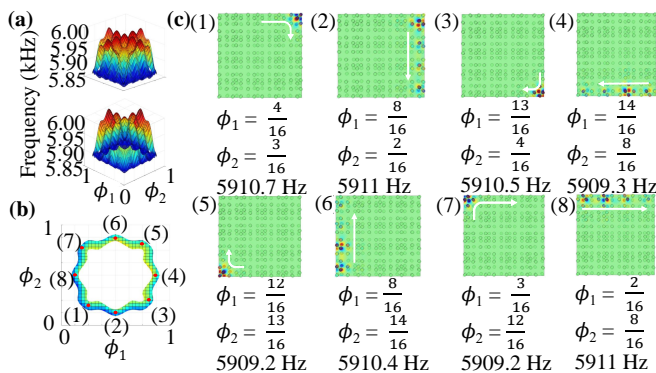 (a)
Frequency (kHz)
6.00
5.95
5.90
5.85
6.00
5.95
5.90
5.85
1
ϕ₁
0
ϕ₂
1
(b)
1
ϕ₂
0
0
ϕ₁
1
(1)
(2)
(3)
(4)
(5)
(6)
(7)
(8)
(c)
(1)
ϕ₁ = 4/16
ϕ₂ = 3/16
5910.7 Hz
(2)
ϕ₁ = 8/16
ϕ₂ = 2/16
5911 Hz
(3)
ϕ₁ = 13/16
ϕ₂ = 4/16
5910.5 Hz
(4)
ϕ₁ = 14/16
ϕ₂ = 8/16
5909.3 Hz
(5)
ϕ₁ = 12/16
ϕ₂ = 13/16
5909.2 Hz
(6)
ϕ₁ = 8/16
ϕ₂ = 14/16
5910.4 Hz
(7)
ϕ₁ = 3/16
ϕ₂ = 12/16
5909.2 Hz
(8)
ϕ₁ = 2/16
ϕ₂ = 8/16
5911 Hz